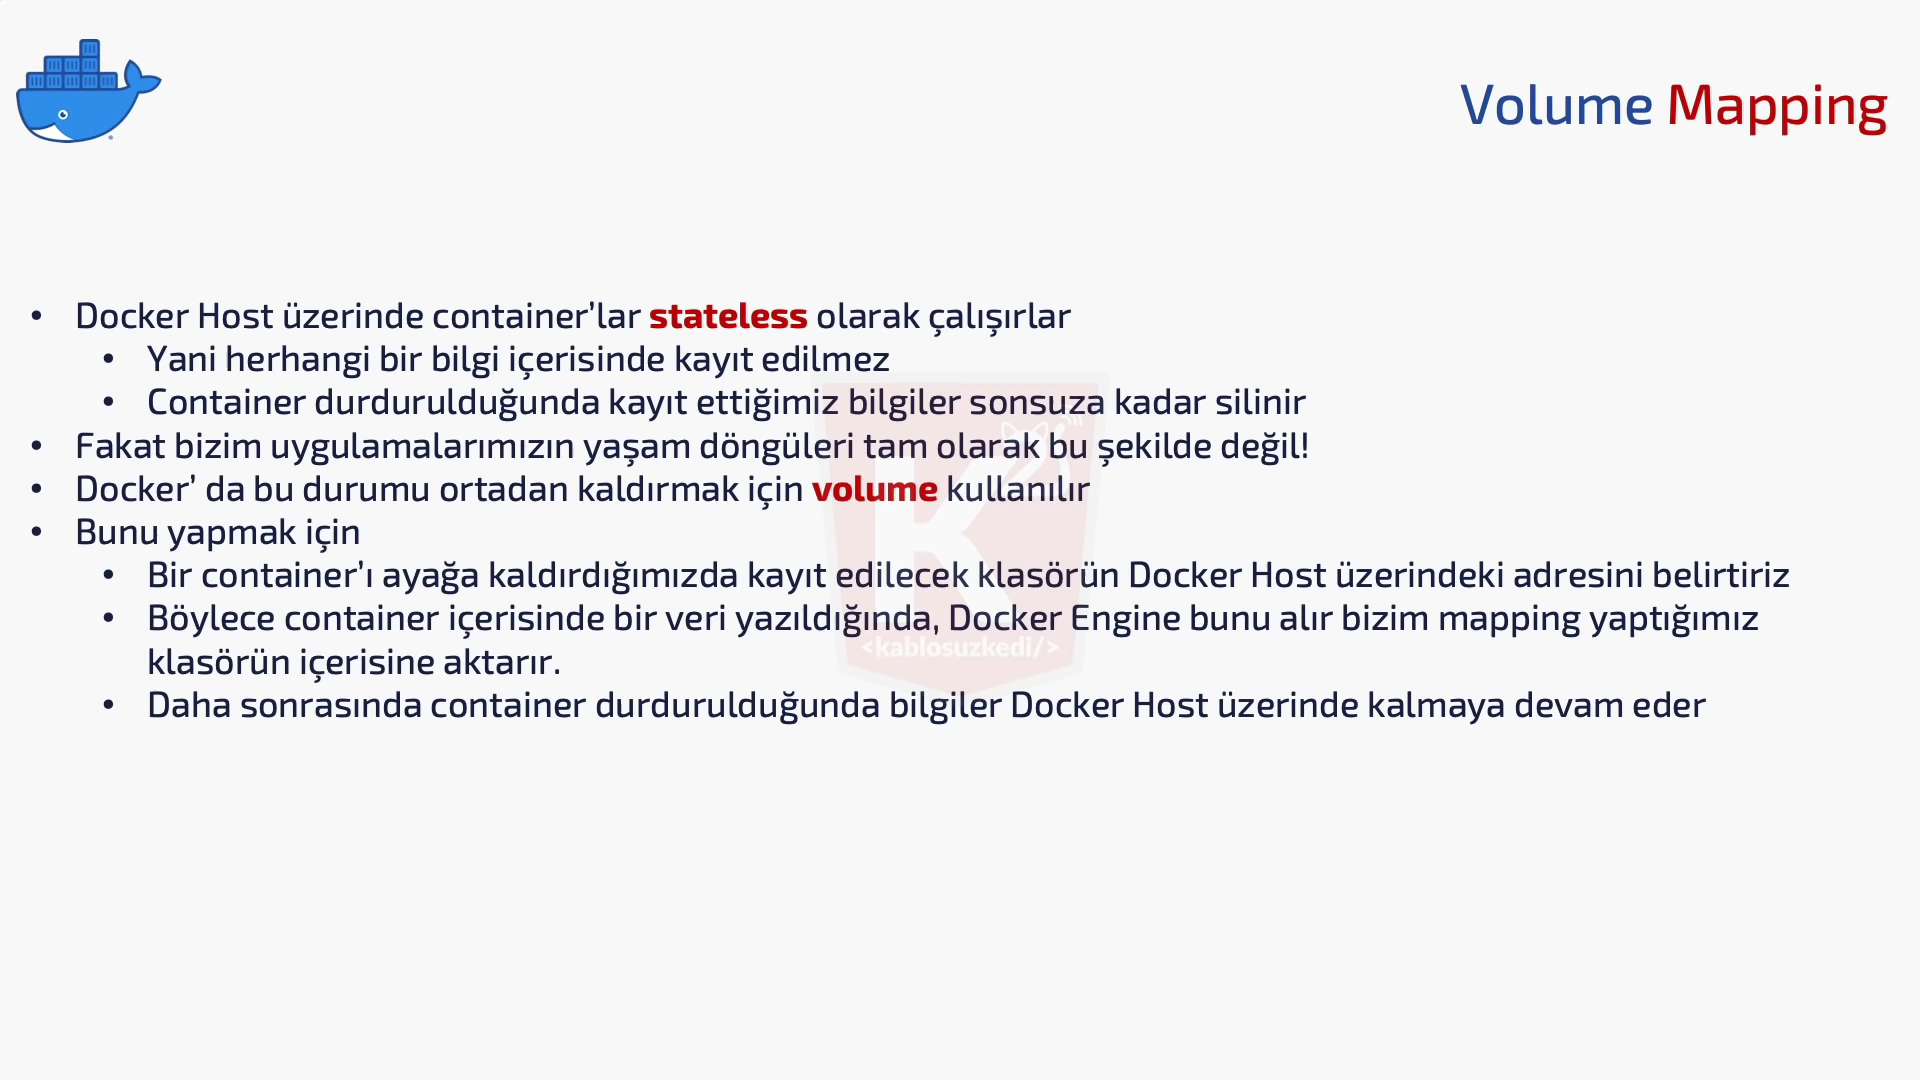 Volume Mapping
• Docker Host üzerinde container’lar stateless olarak çalışırlar
• Yani herhangi bir bilgi içerisinde kayıt edilmez
• Container durdurulduğunda kayıt ettiğimiz bilgiler sonsuza kadar silinir
• Fakat bizim uygulamalarımızın yaşam döngüleri tam olarak bu şekilde değil!
• Docker’ da bu durumu ortadan kaldırmak için volume kullanılır
• Bunu yapmak için
• Bir container’ı ayağa kaldırdığımızda kayıt edilecek klasörün Docker Host üzerindeki adresini belirtiriz
• Böylece container içerisinde bir veri yazıldığında, Docker Engine bunu alır bizim mapping yaptığımız
klasörün içerisine aktarır.
• Daha sonrasında container durdurulduğunda bilgiler Docker Host üzerinde kalmaya devam eder
K
<kablosuzkedi/>